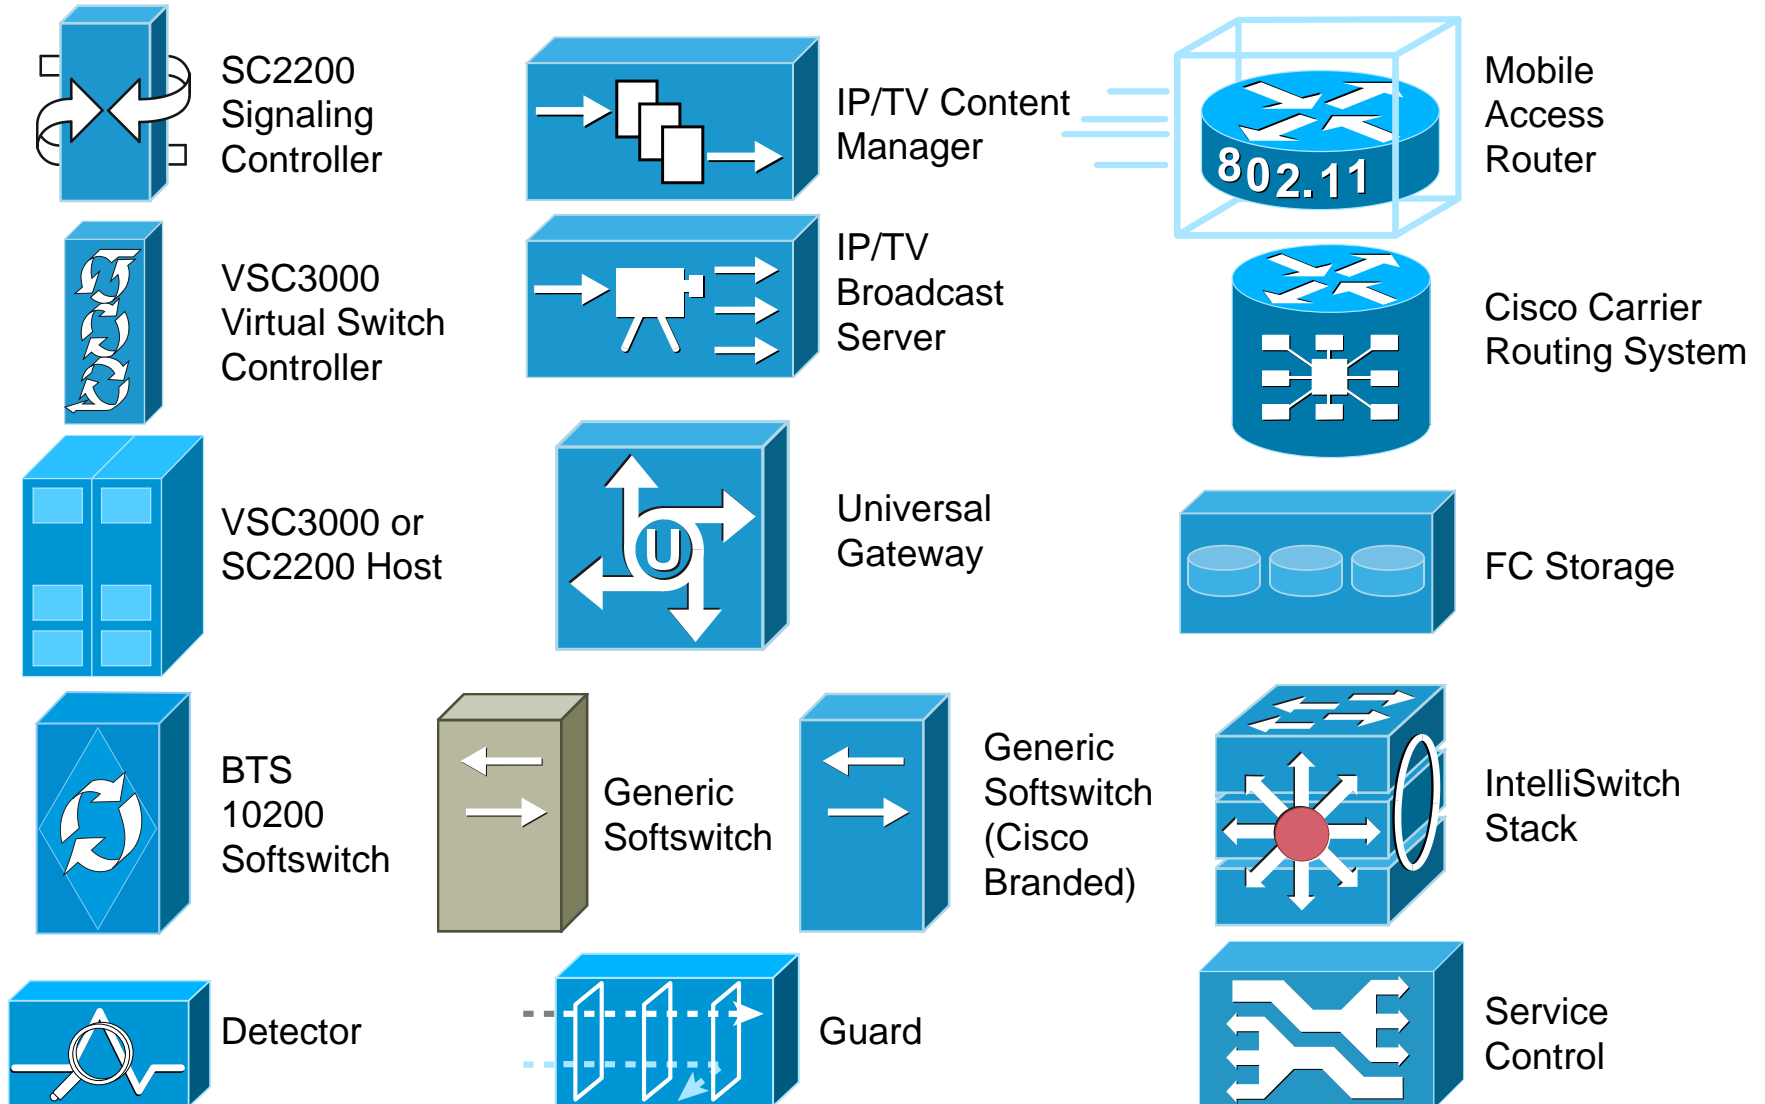 SC2200
Signaling
Controller
IP/TV Content
Manager
802.11
Mobile
Access
Router
VSC3000
Virtual Switch
Controller
IP/TV
Broadcast
Server
Cisco Carrier
Routing System
VSC3000 or
SC2200 Host
U
Universal
Gateway
FC Storage
BTS
10200
Softswitch
Generic
Softswitch
Generic
Softswitch
(Cisco
Branded)
IntelliSwitch
Stack
Detector
Guard
Service
Control